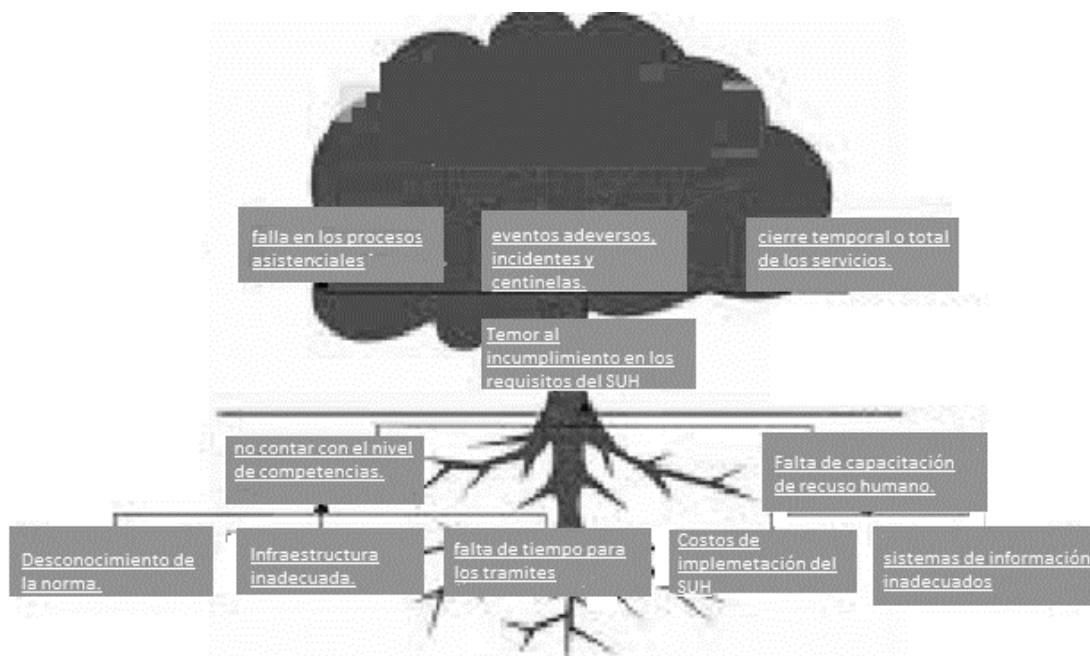 falla en los procesos
asistenciales
eventos adeversos,
incidentes y
centinelas.
cierre temporal o total
de los servicios.
Temor al
incumplimiento en los
requisitos del SUH
no contar con el nivel
de competencias.
Falta de capacitación
de recuso humano.
Desconocimiento de
la norma.
Infraestructura
inadecuada.
falta de tiempo para
los tramites
Costos de
implemetación del
SUH
sistemas de información
inadecuados